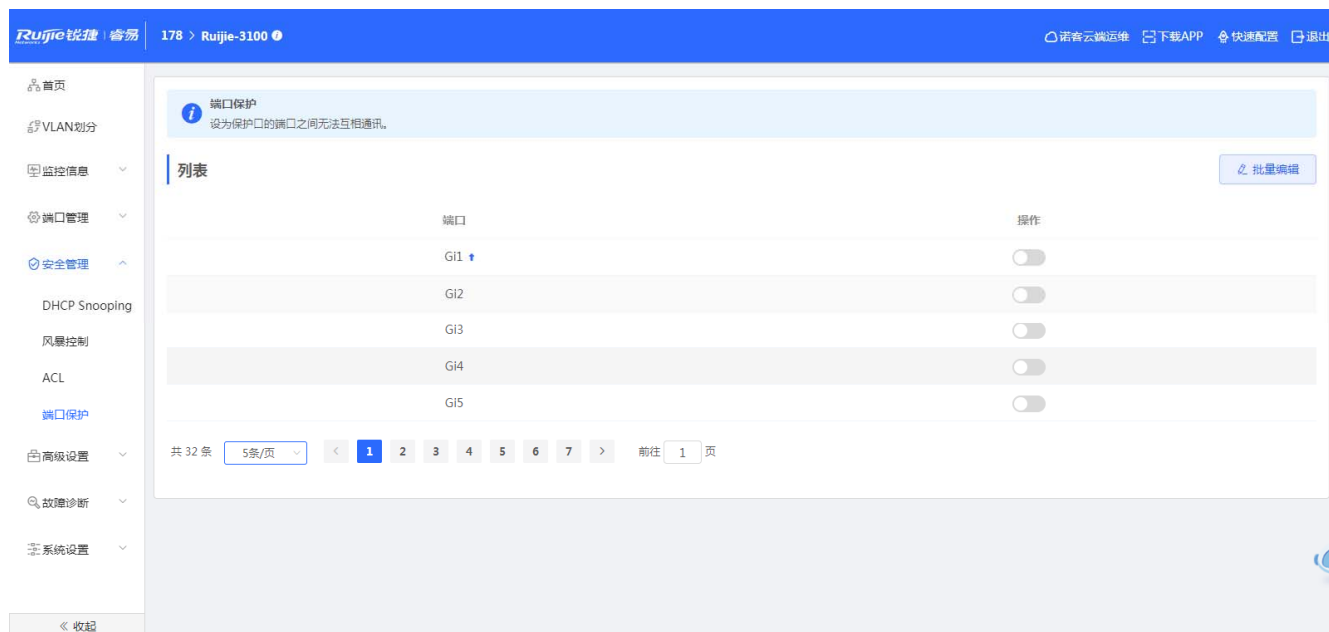 Ruijie锐捷 睿易 178 > Ruijie-3100 诺客云端运维 下载APP 快速配置 退出
Networks
首页
VLAN划分
监控信息
端口管理
安全管理
DHCP Snooping
风暴控制
ACL
端口保护
高级设置
故障诊断
系统设置
« 收起
端口保护
设为保护口的端口之间无法互相通讯。
列表 批量编辑
端口 操作
Gi1
Gi2
Gi3
Gi4
Gi5
共 32 条 5条/页 < 1 2 3 4 5 6 7 > 前往 1 页